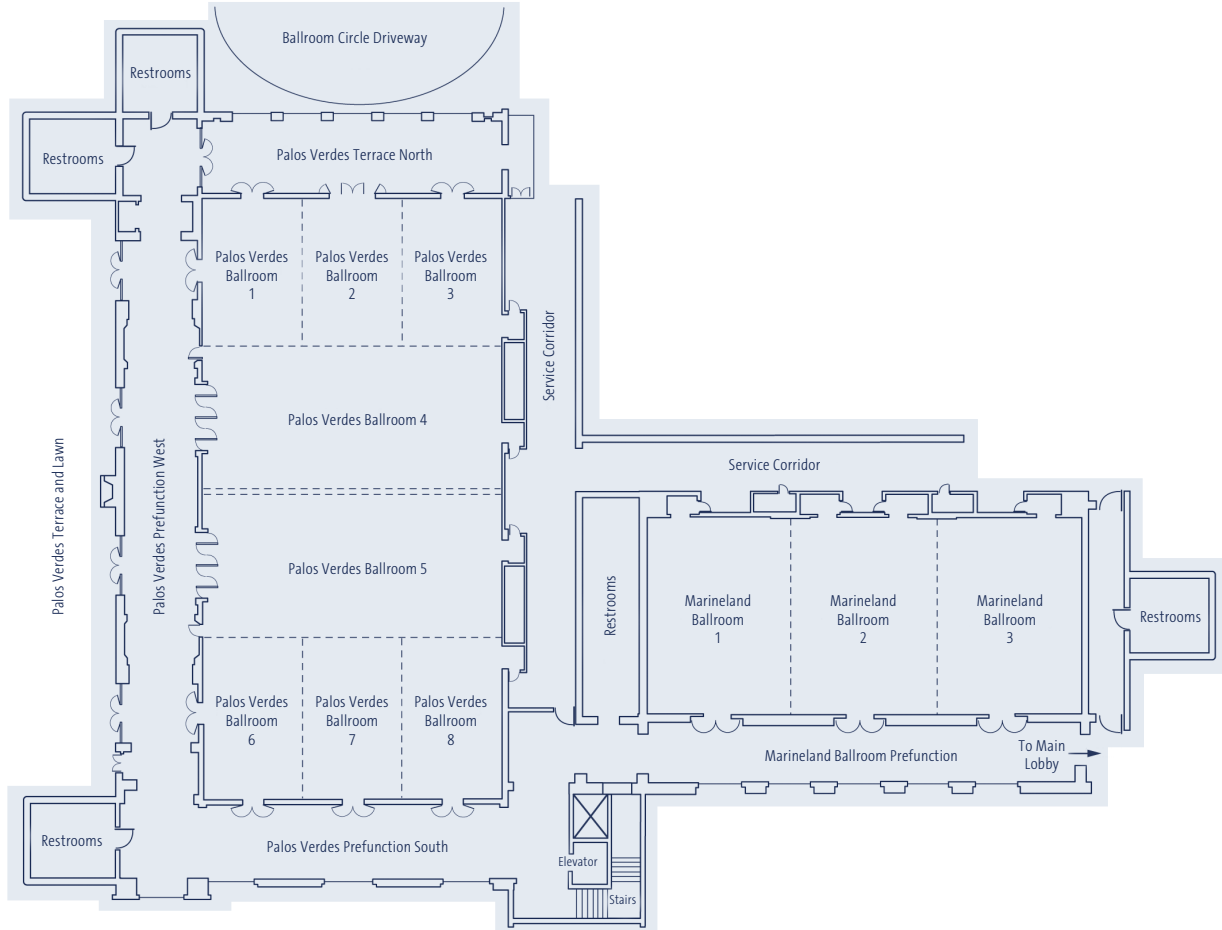 Ballroom Circle Driveway
Restrooms
Restrooms
Palos Verdes Terrace North
Palos Verdes
Ballroom
1
Palos Verdes
Ballroom
2
Palos Verdes
Ballroom
3
Service Corridor
Palos Verdes Ballroom 4
Palos Verdes Terrace and Lawn
Palos Verdes Prefunction West
Service Corridor
Palos Verdes Ballroom 5
Restrooms
Marineland
Ballroom
1
Marineland
Ballroom
2
Marineland
Ballroom
3
Restrooms
Palos Verdes
Ballroom
6
Palos Verdes
Ballroom
7
Palos Verdes
Ballroom
8
Marineland Ballroom Prefunction
To Main
Lobby
Restrooms
Palos Verdes Prefunction South
Elevator
Stairs